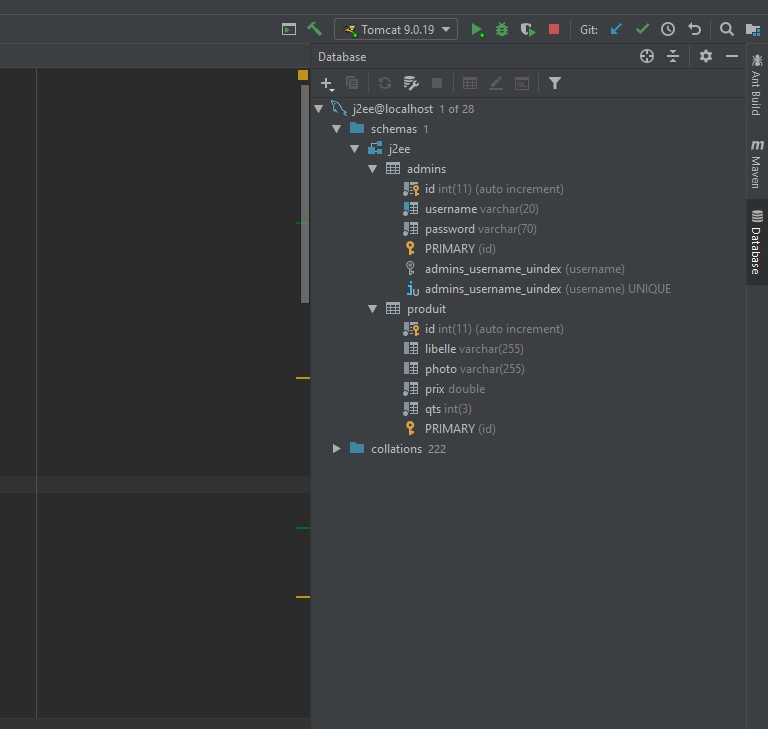 Tomcat 9.0.19
Git:
Database
j2ee@localhost 1 of 28
schemas 1
j2ee
admins
id int(11) (auto increment)
username varchar(20)
password varchar(70)
PRIMARY (id)
admins_username_uindex (username)
admins_username_uindex (username) UNIQUE
produit
id int(11) (auto increment)
libelle varchar(255)
photo varchar(255)
prix double
qts int(3)
PRIMARY (id)
collations 222
Ant Build
m Maven
Database